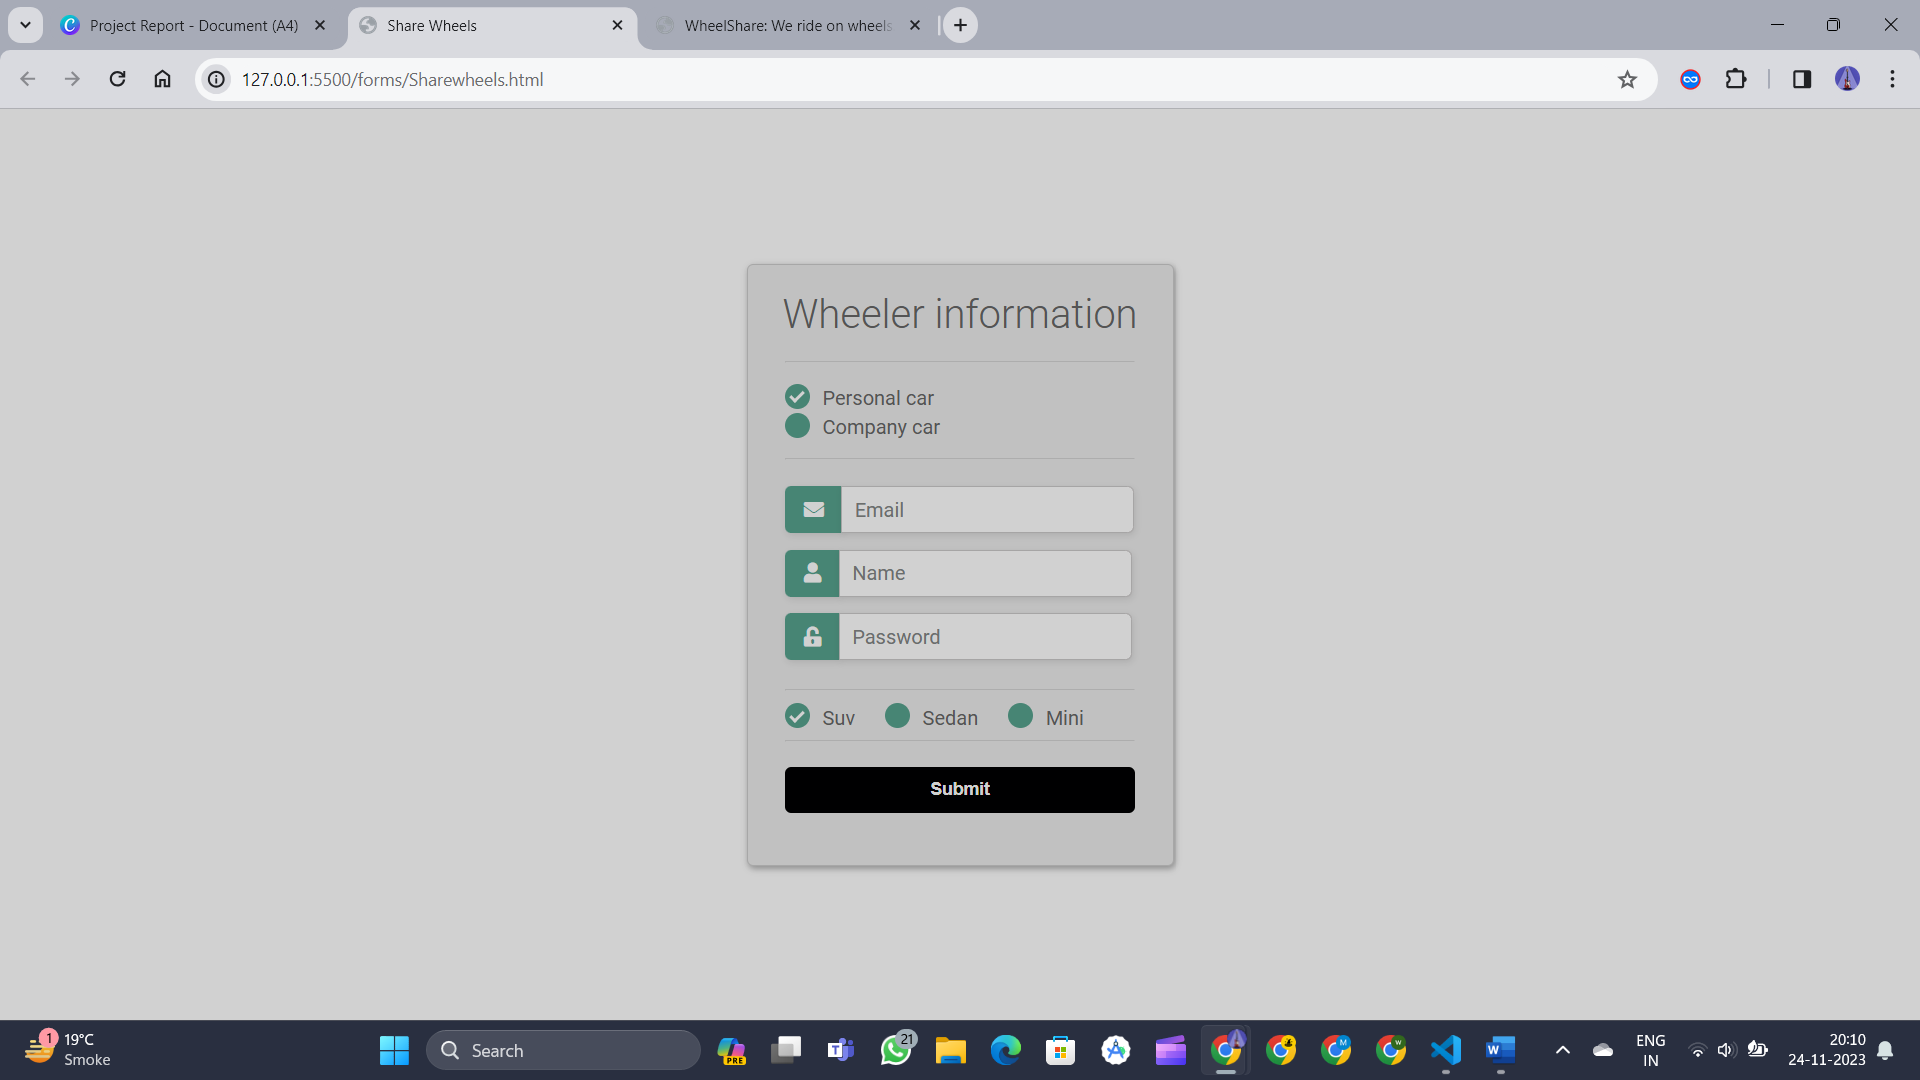 Project Report - Document (A4)
Share Wheels
WheelShare: We ride on wheels
127.0.0.1:5500/forms/Sharewheels.html
Wheeler information
Personal car
Company car
Email
Name
Password
Suv Sedan Mini
Submit
1
19°C
Smoke
Search
PRE
21
ENG
IN
20:10
24-11-2023